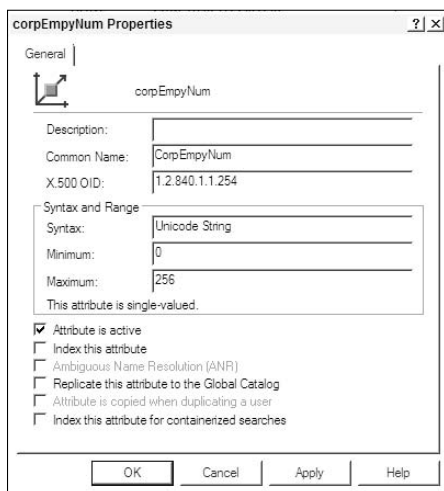 corpEmpyNum Properties
? ×
General
corpEmpyNum
Description:
Common Name: CorpEmpyNum
X.500 OID: 1.2.840.1.1.254
Syntax and Range
Syntax: Unicode String
Minimum: 0
Maximum: 256
This attribute is single-valued.
Attribute is active
Index this attribute
Ambiguous Name Resolution (ANR)
Replicate this attribute to the Global Catalog
Attribute is copied when duplicating a user
Index this attribute for containerized searches
OK Cancel Apply Help